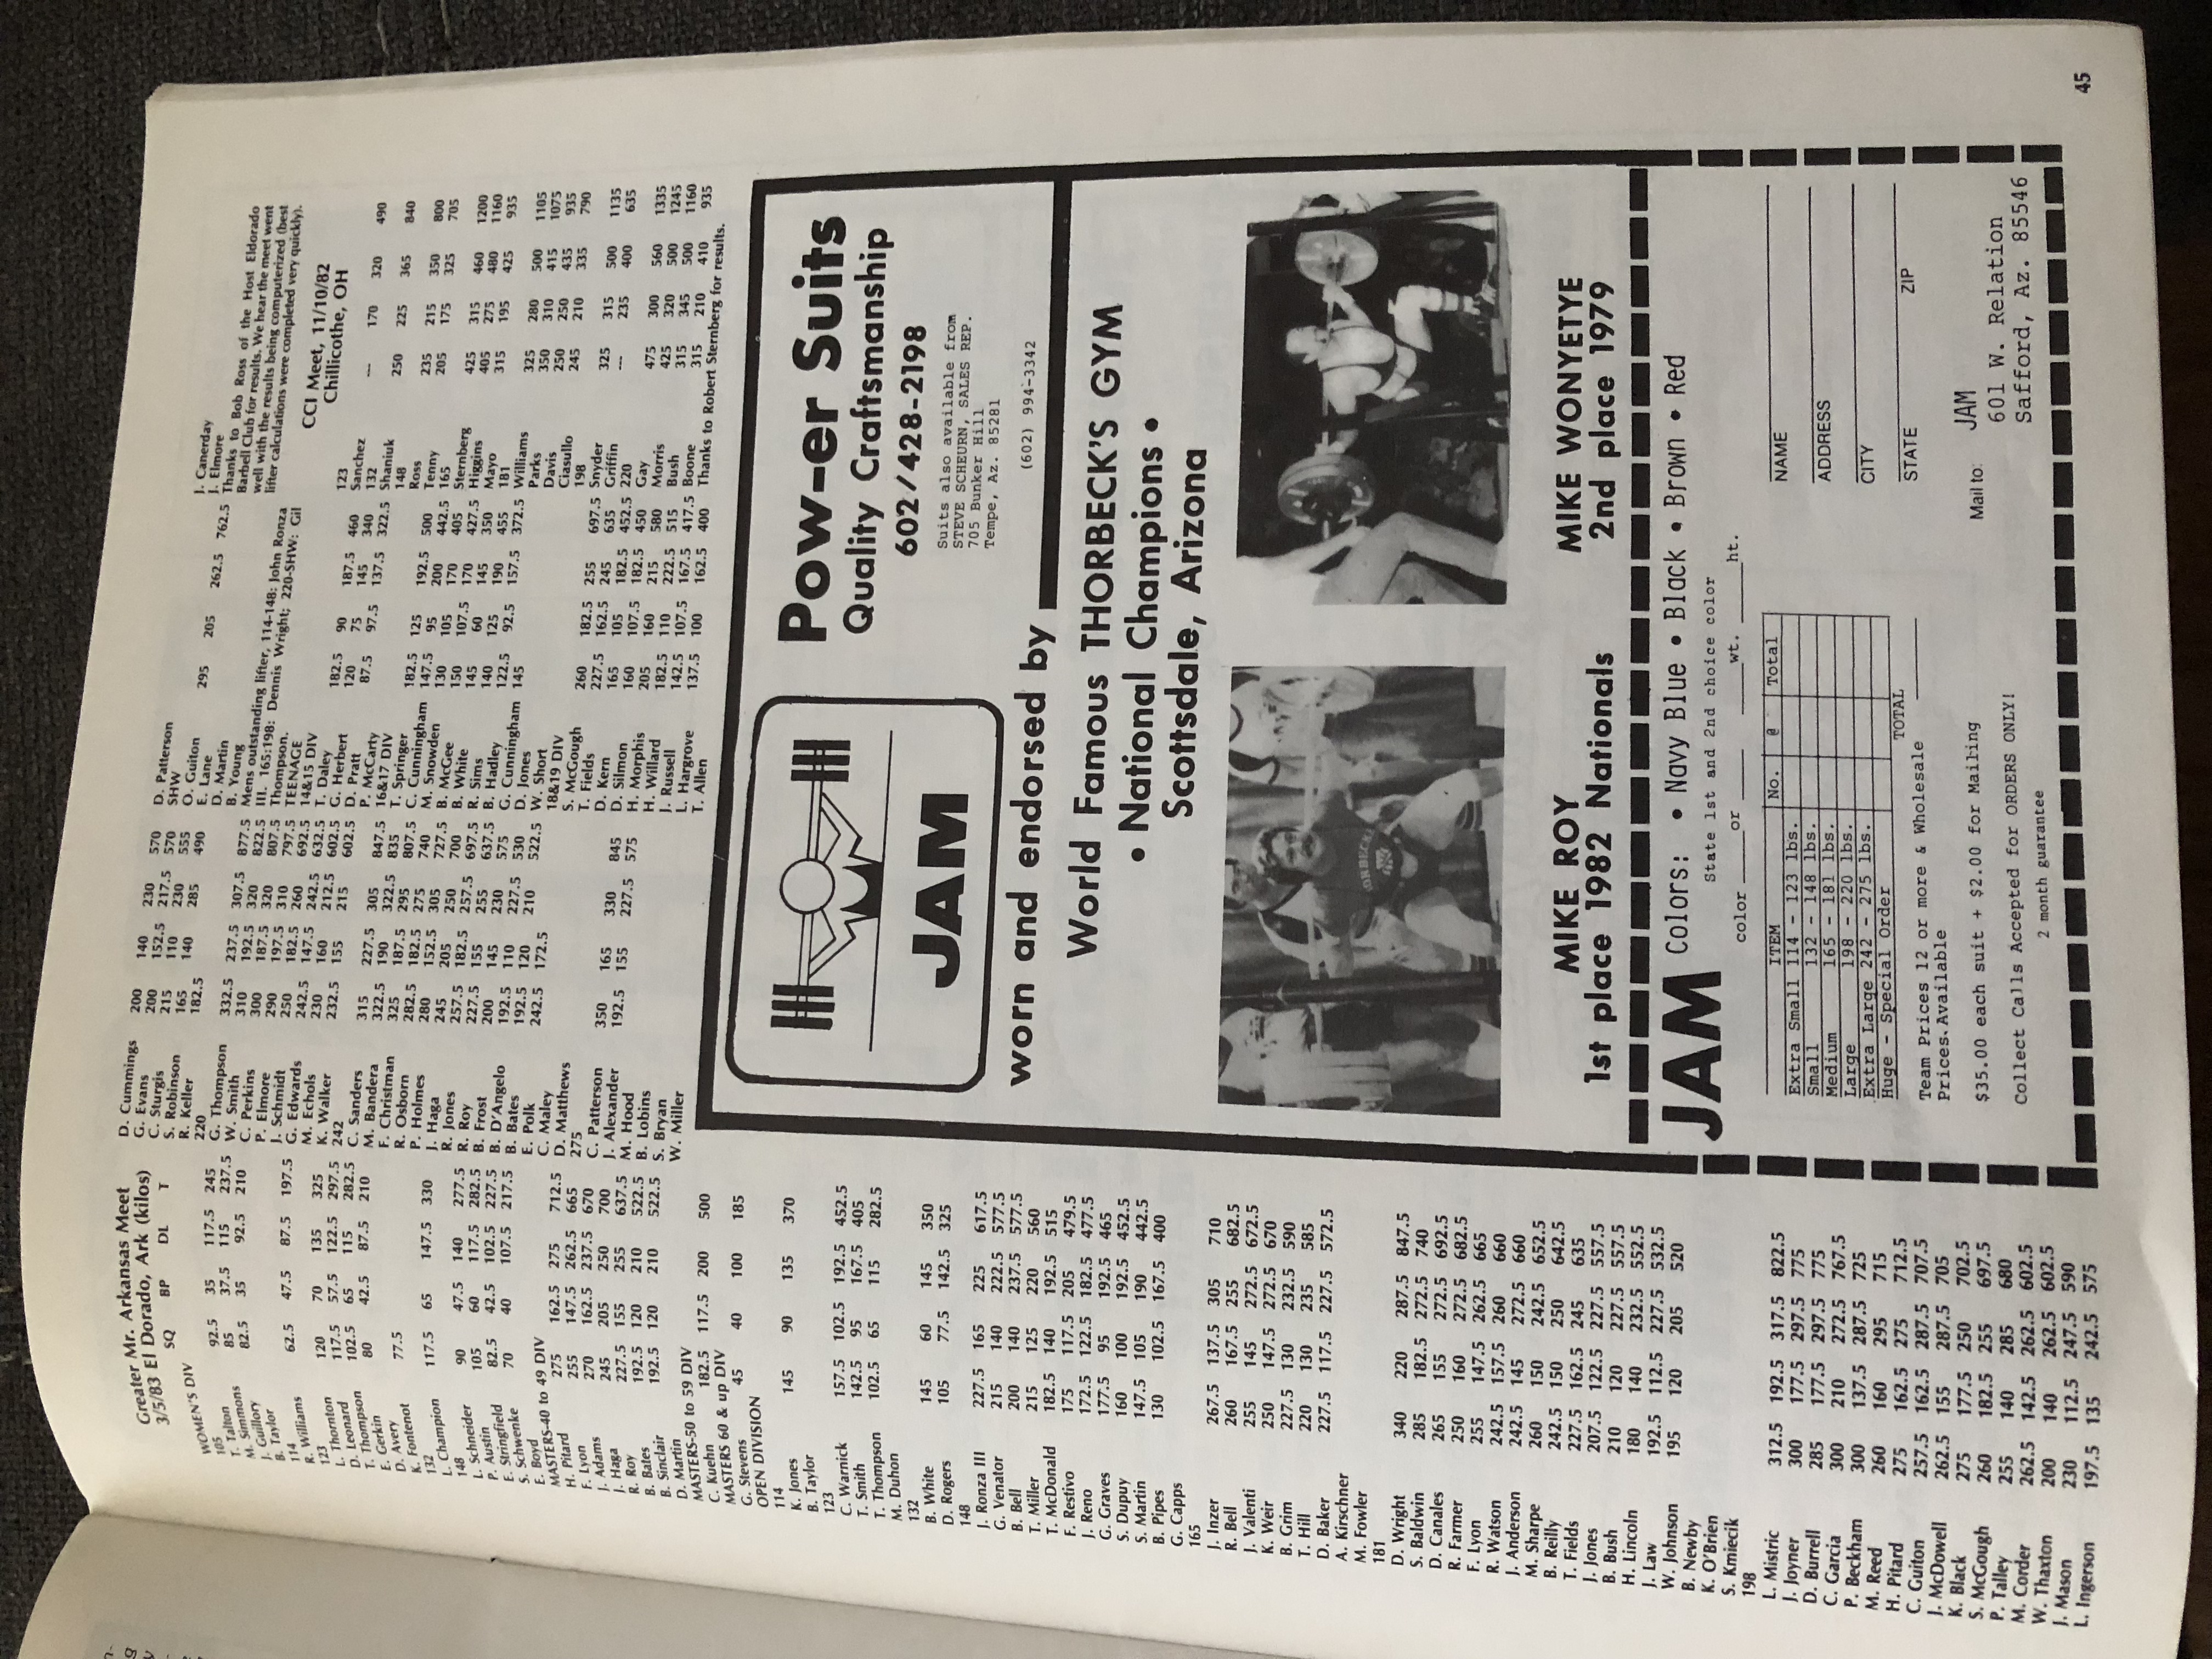 n-
g
y
Greater Mr. Arkansas Meet
3/5/83 El Dorado, Ark (kilos)
SQ BP DL T
WOMEN'S DIV
105
T. Talton 92.5 35 117.5 245
M. Simmons 85 37.5 115 237.5
J. Guillory 82.5 35 92.5 210
B. Taylor
114
R. Williams 62.5 47.5 87.5 197.5
123
L. Thornton 120 70 135 325
D. Leonard 117.5 57.5 122.5 297.5
T. Thompson 102.5 65 115 282.5
E. Gerkin 80 42.5 87.5 210
D. Avery
K. Fontenot 77.5
132
L. Champion 117.5 65 147.5 330
148
L. Schneider 90 47.5 140 277.5
P. Austin 105 60 117.5 282.5
E. Stringfield 82.5 42.5 102.5 227.5
S. Schwenke 70 40 107.5 217.5
E. Boyd
MASTERS-40 to 49 DIV
H. Pitard 275 162.5 275 712.5
F. Lyon 255 147.5 262.5 665
J. Adams 270 162.5 237.5 670
J. Haga 245 205 250 700
R. Roy 227.5 155 255 637.5
B. Bates 192.5 120 210 522.5
B. Sinclair 192.5 120 210 522.5
D. Martin
MASTERS-50 to 59 DIV
C. Kuehn 182.5 117.5 200 500
MASTERS 60 & up DIV
G. Stevens 45 40 100 185
OPEN DIVISION
114
K. Jones 145 90 135 370
B. Taylor
123
C. Warnick 157.5 102.5 192.5 452.5
T. Smith 142.5 95 167.5 405
T. Thompson 102.5 65 115 282.5
M. Duhon
132
B. White 145 60 145 350
D. Rogers 105 77.5 142.5 325
148
J. Ronza III 227.5 165 225 617.5
G. Venator 215 140 222.5 577.5
B. Bell 200 140 237.5 577.5
T. Miller 215 125 220 560
T. McDonald 182.5 140 192.5 515
F. Restivo 175 117.5 205 479.5
J. Reno 172.5 122.5 182.5 477.5
G. Graves 177.5 95 192.5 465
S. Dupuy 160 100 192.5 452.5
S. Martin 147.5 105 190 442.5
B. Pipes 130 102.5 167.5 400
G. Capps
165
J. Inzer 267.5 137.5 305 710
R. Bell 260 167.5 255 682.5
J. Valenti 255 145 272.5 672.5
K. Weir 250 147.5 272.5 670
B. Grim 227.5 130 232.5 590
T. Hill 220 130 235 585
D. Baker 227.5 117.5 227.5 572.5
A. Kirschner
M. Fowler
181
D. Wright 340 220 287.5 847.5
S. Baldwin 285 182.5 272.5 740
D. Canales 265 155 272.5 692.5
R. Farmer 250 160 272.5 682.5
F. Lyon 255 147.5 262.5 665
R. Watson 242.5 157.5 260 660
J. Anderson 242.5 145 272.5 660
M. Sharpe 260 150 242.5 652.5
B. Reilly 242.5 150 250 642.5
T. Fields 227.5 162.5 245 635
J. Jones 207.5 122.5 227.5 557.5
B. Bush 210 120 227.5 557.5
H. Lincoln 180 140 232.5 552.5
J. Law 192.5 112.5 227.5 532.5
W. Johnson 195 120 205 520
B. Newby
K. O'Brien
S. Kmiecik
198
L. Mistric 312.5 192.5 317.5 822.5
J. Joyner 300 177.5 297.5 775
D. Burrell 285 177.5 297.5 775
C. Garcia 300 210 272.5 767.5
P. Beckham 300 137.5 287.5 725
M. Reed 260 160 295 715
H. Pitard 275 162.5 275 712.5
C. Guiton 257.5 162.5 287.5 707.5
J. McDowell 262.5 155 287.5 705
K. Black 275 177.5 250 702.5
S. McGough 260 182.5 255 697.5
P. Talley 255 140 285 680
M. Corder 262.5 142.5 262.5 602.5
W. Thaxton 200 140 262.5 602.5
J. Mason 230 112.5 247.5 590
L. Ingerson 197.5 135 242.5 575
D. Cummings 200 140 230 570
G. Evans 200 152.5 217.5 570
C. Sturgis 215 110 230 555
S. Robinson 165 140 285 490
R. Keller 182.5
220
G. Thompson 332.5 237.5 307.5 877.5
W. Smith 310 192.5 320 822.5
C. Perkins 300 187.5 320 807.5
P. Elmore 290 197.5 310 797.5
J. Schmidt 250 182.5 260 692.5
G. Edwards 242.5 147.5 242.5 632.5
M. Echols 230 160 212.5 602.5
K. Walker 232.5 155 215 602.5
242
C. Sanders 315 227.5 305 847.5
M. Bandera 322.5 190 322.5 835
F. Christman 325 187.5 295 807.5
R. Osborn 282.5 182.5 275 740
P. Holmes 280 152.5 305 727.5
J. Haga 245 205 250 700
R. Jones 257.5 182.5 257.5 697.5
R. Roy 227.5 155 255 637.5
B. Frost 200 145 230 575
B. D'Angelo 192.5 110 227.5 530
B. Bates 192.5 120 210 522.5
E. Polk 242.5 172.5
C. Maley
D. Matthews
275
C. Patterson 350 165 330 845
J. Alexander 192.5 155 227.5 575
M. Hood
B. Lobins
S. Bryan
W. Miller
D. Patterson
SHW
O. Guiton 295 205 262.5 762.5
E. Lane
D. Martin
B. Young
Mens outstanding lifter, 114-148: John Ronza
III. 165:198: Dennis Wright; 220-SHW: Gil
Thompson.
TEENAGE
14&15 DIV
T. Daley 182.5 90 187.5 460
G. Herbert 120 75 145 340
D. Pratt 87.5 97.5 137.5 322.5
P. McCarty
16&17 DIV
T. Springer 182.5 125 192.5 500
C. Cunningham 147.5 95 200 442.5
M. Snowden 130 105 170 405
B. McGee 150 107.5 170 427.5
B. White 145 60 145 350
R. Sims 140 125 190 455
B. Hadley 122.5 92.5 157.5 372.5
G. Cunningham 145
D. Jones
W. Short
18&19 DIV
S. McGough 260 182.5 255 697.5
T. Fields 227.5 162.5 245 635
D. Kern 165 105 182.5 452.5
D. Silmon 160 107.5 182.5 450
H. Morphis 205 160 215 580
H. Willard 182.5 110 222.5 515
J. Russell 142.5 107.5 167.5 417.5
L. Hargrove 137.5 100 162.5 400
T. Allen
J. Canerday
J. Elmore
Thanks to Bob Ross of the Host Eldorado
Barbell Club for results. We hear the meet went
well with the results being computerized (best
lifter calculations were completed very quickly).
CCI Meet, 11/10/82
Chillicothe, OH
123
Sanchez --- 170 320 490
132
Shaniuk 250 225 365 840
148
Ross 235 215 350 800
Tenny 205 175 325 705
165
Sternberg 425 315 460 1200
Higgins 405 275 480 1160
Mayo 315 195 425 935
181
Williams 325 280 500 1105
Parks 350 310 415 1075
Davis 250 250 435 935
Ciasullo 245 210 335 790
198
Snyder 325 315 500 1135
Griffin --- 235 400 635
220
Gay 475 300 560 1335
Morris 425 320 500 1245
Bush 315 345 500 1160
Boone 315 210 410 935
Thanks to Robert Sternberg for results.
JAM
Pow-er Suits
Quality Craftsmanship
602/428-2198
Suits also available from
STEVE SCHEURN, SALES REP.
705 Bunker Hill
Tempe, Az. 85281
(602) 994-3342
worn and endorsed by
World Famous THORBECK'S GYM
• National Champions •
Scottsdale, Arizona
MIKE ROY
1st place 1982 Nationals
MIKE WONYETYE
2nd place 1979
JAM Colors: • Navy Blue • Black • Brown • Red
State 1st and 2nd choice color
color _____or _____ _____wt. _____ht.
ITEM No. @ Total
Extra Small 114 - 123 lbs.
Small 132 - 148 lbs.
Medium 165 - 181 lbs.
Large 198 - 220 lbs.
Extra Large 242 - 275 lbs.
Huge - Special Order
TOTAL
Team Prices 12 or more & Wholesale
Prices Available
$35.00 each suit + $2.00 for Mailing
Collect Calls Accepted for ORDERS ONLY!
2 month guarantee
NAME
ADDRESS
CITY
STATE ZIP
Mail to: JAM
601 W. Relation
Safford, Az. 85546
45